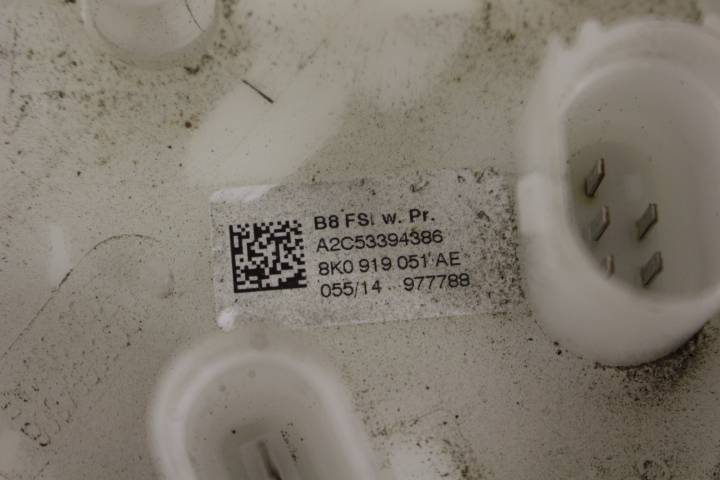 B8 FSI w. Pr.
A2C53394386
8K0 919 051 AE
055/14 977788